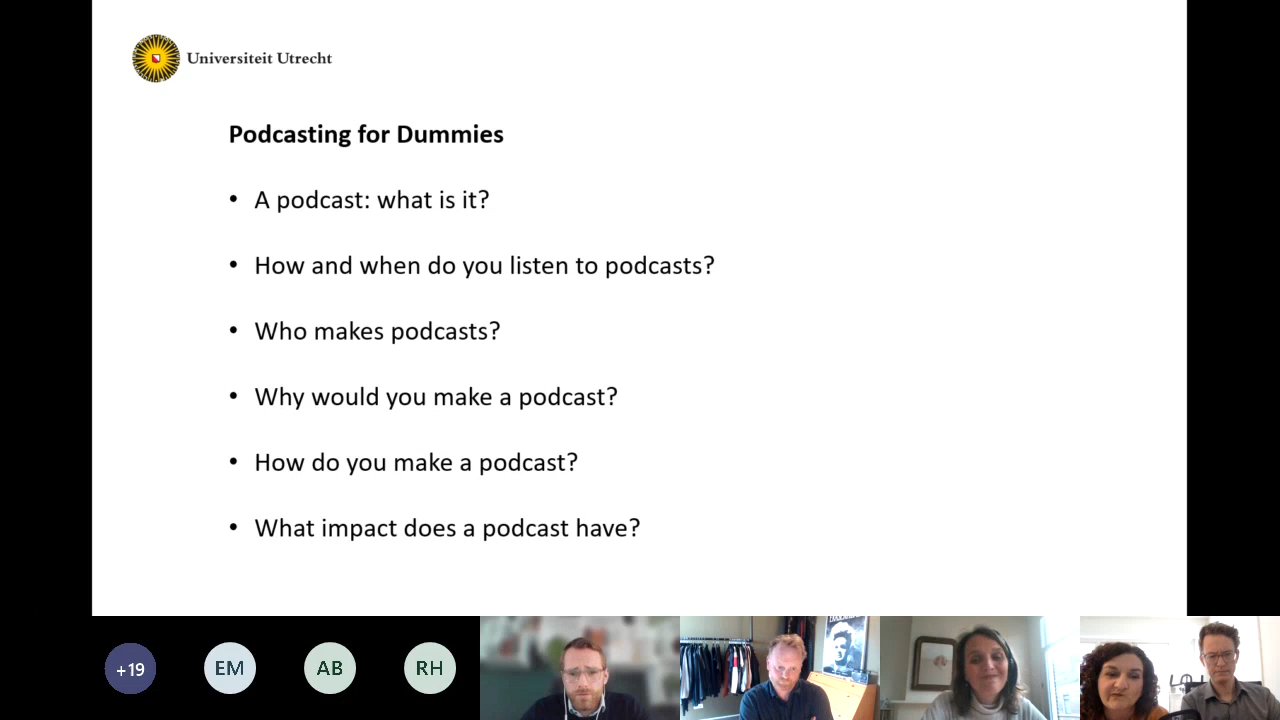 Universiteit Utrecht
Podcasting for Dummies
• A podcast: what is it?
• How and when do you listen to podcasts?
• Who makes podcasts?
• Why would you make a podcast?
• How do you make a podcast?
• What impact does a podcast have?
+19
EM
AB
RH